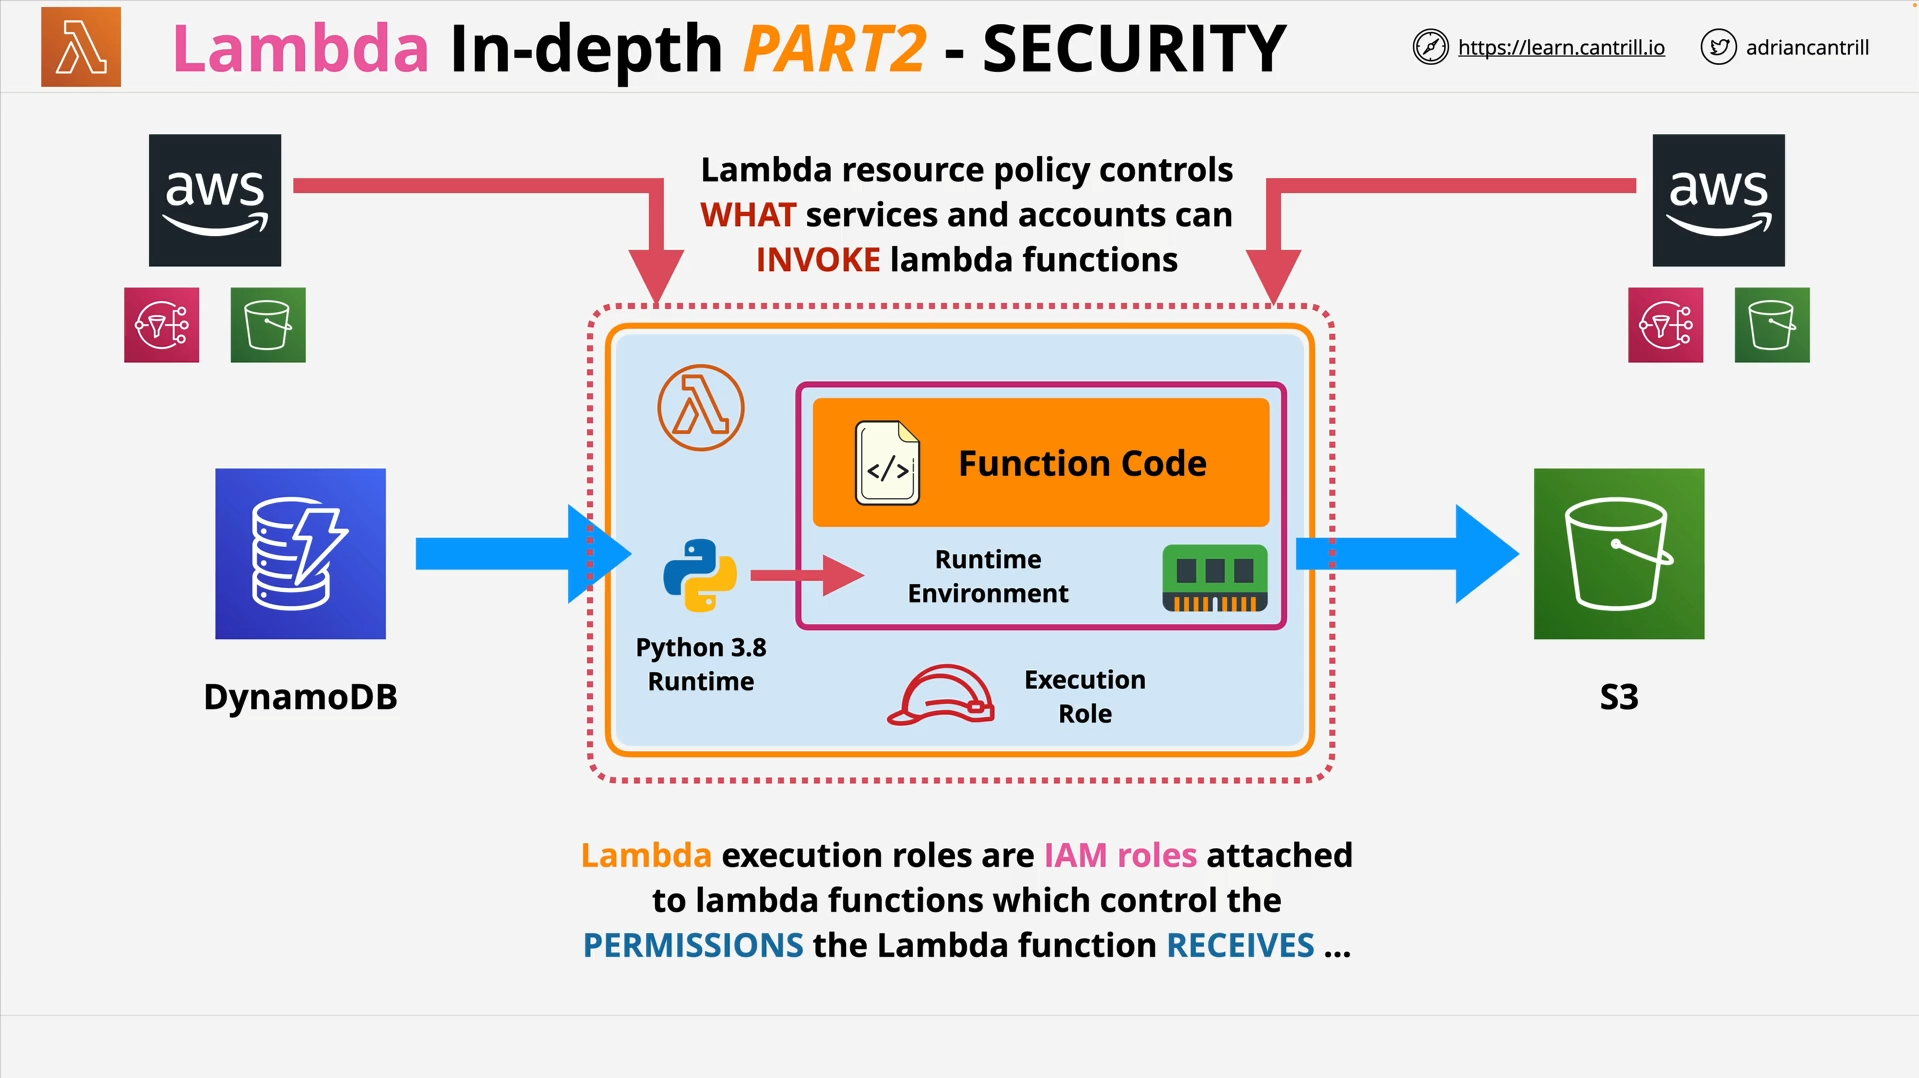 Lambda In-depth PART2 - SECURITY
https://learn.cantrill.io
adriancantrill
aws
Lambda resource policy controls
WHAT services and accounts can
INVOKE lambda functions
aws
</>
Function Code
Runtime
Environment
Python 3.8
Runtime
Execution
Role
DynamoDB
S3
Lambda execution roles are IAM roles attached
to lambda functions which control the
PERMISSIONS the Lambda function RECEIVES ...